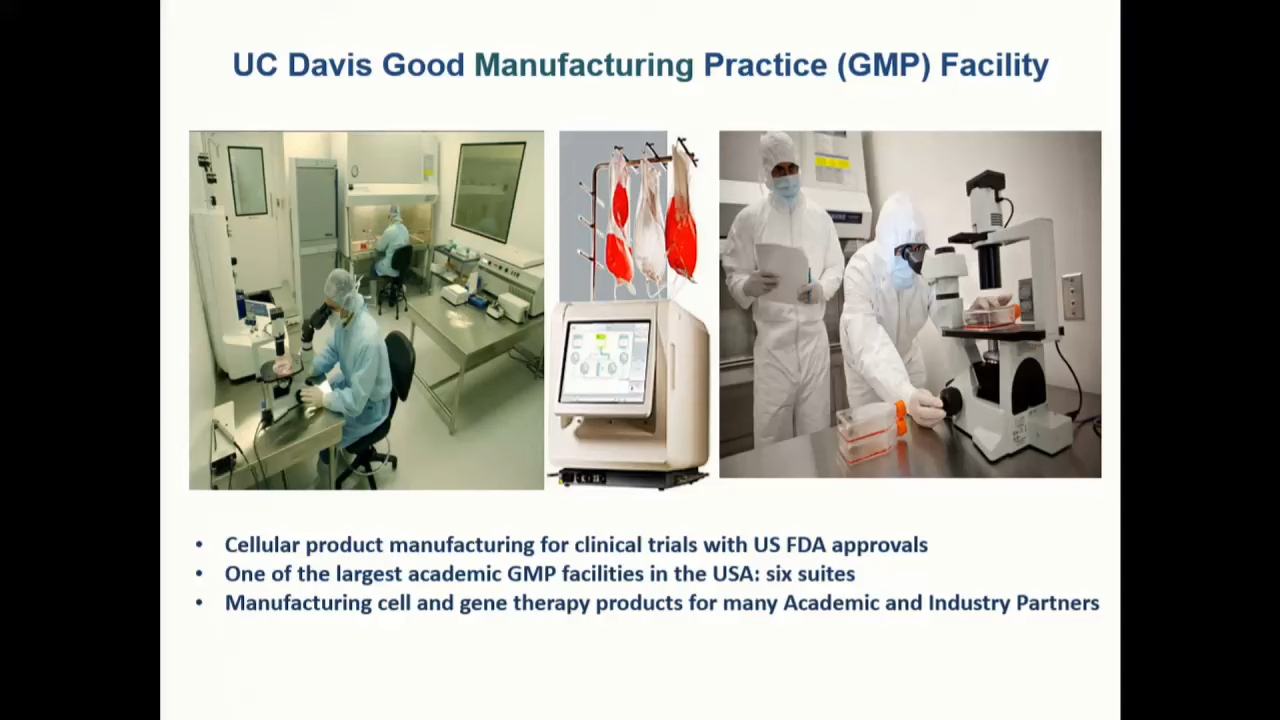 UC Davis Good Manufacturing Practice (GMP) Facility
• Cellular product manufacturing for clinical trials with US FDA approvals
• One of the largest academic GMP facilities in the USA: six suites
• Manufacturing cell and gene therapy products for many Academic and Industry Partners